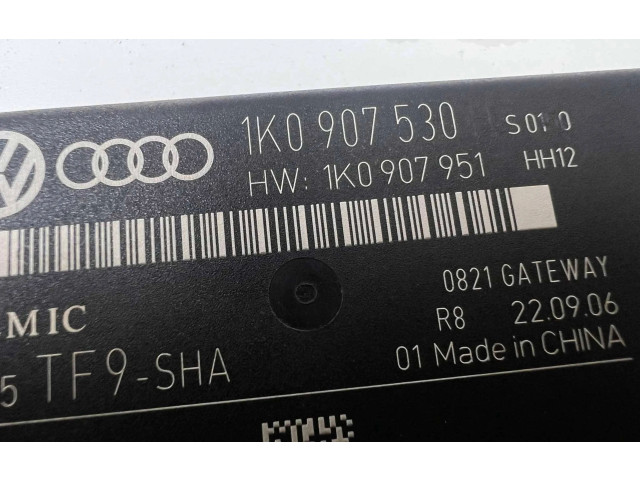 1K0 907 530
HW: 1K0 907 951 HH12
0821 GATEWAY
MIC
R8 22.09.06
5 TF9-SHA
01 Made in CHINA